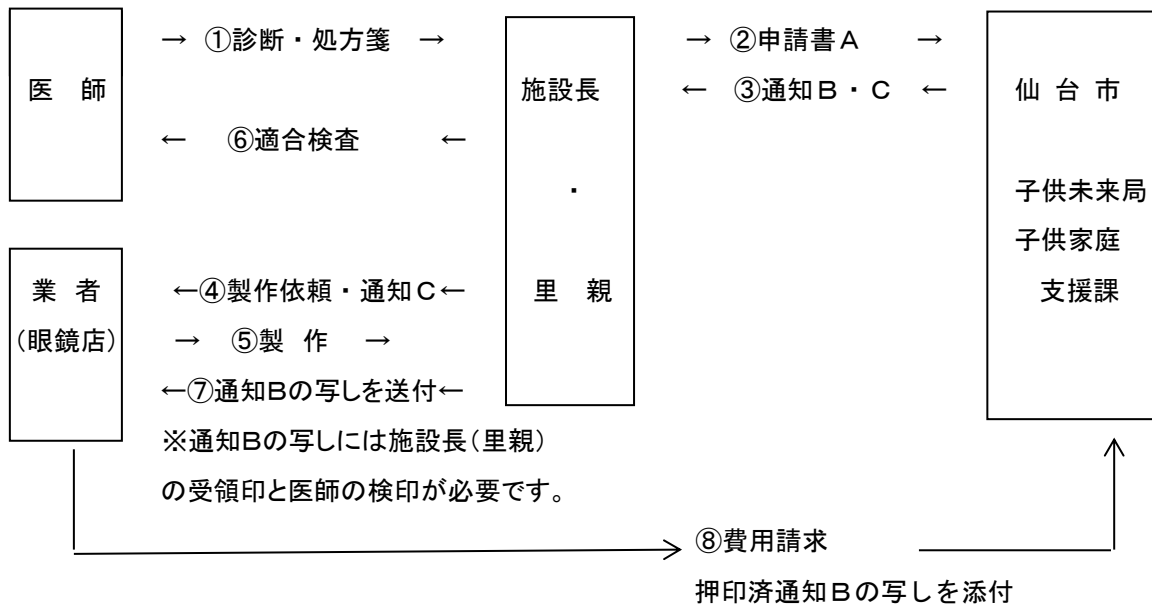 → ①診断・処方箋 →
→ ②申請書A →
医 師
施設長
← ③通知B・C ←
仙台市
← ⑥適合検査 ←
・
子供未来局
子供家庭
業者
←④製作依頼・通知C←
里 親
支援課
(眼鏡店)
→ ⑤製 作 →
←⑦通知Bの写しを送付←
※通知Bの写しには施設長(里親)
の受領印と医師の検印が必要です。
⑧費用請求
押印済通知Bの写しを添付